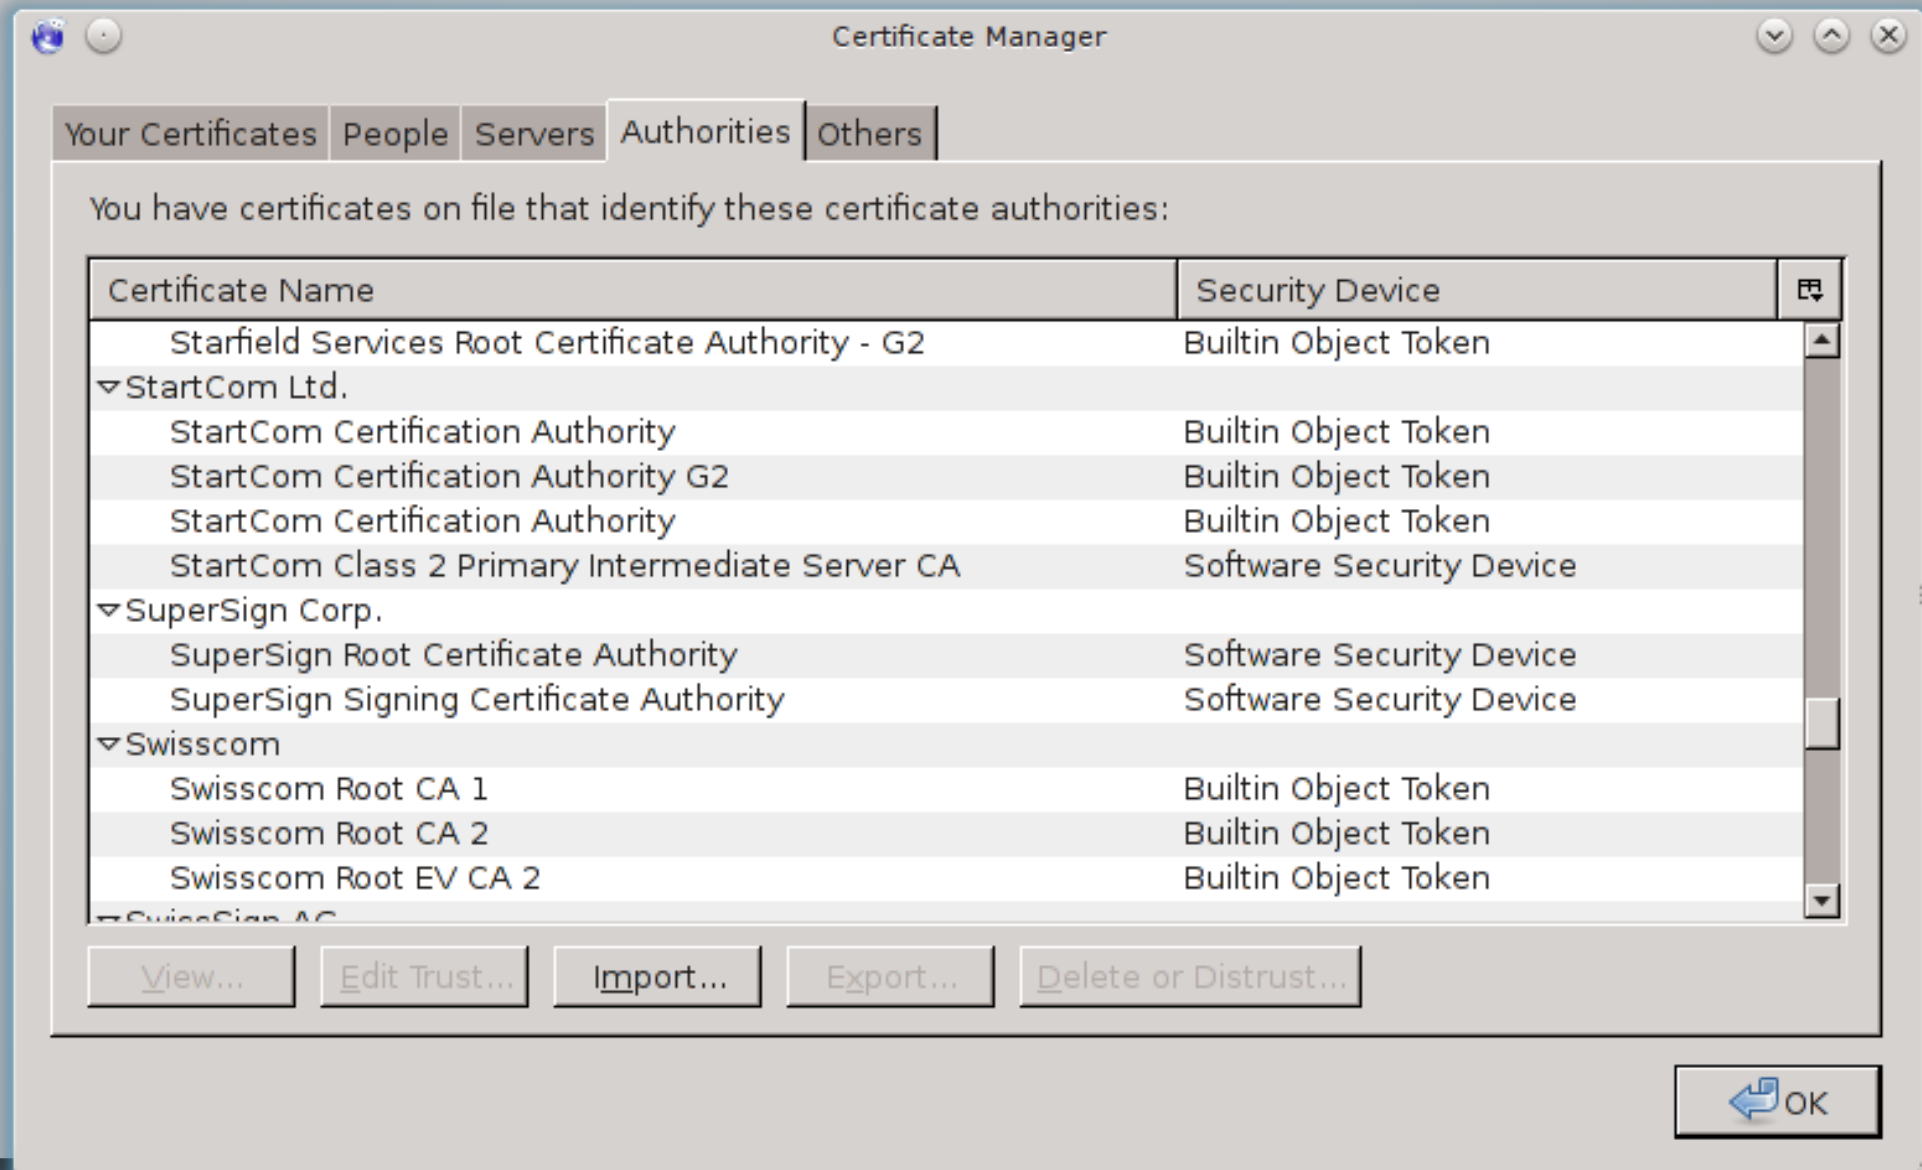 Certificate Manager
Your Certificates People Servers Authorities Others
You have certificates on file that identify these certificate authorities:
Certificate Name Security Device
Starfield Services Root Certificate Authority - G2 Builtin Object Token
StartCom Ltd.
StartCom Certification Authority Builtin Object Token
StartCom Certification Authority G2 Builtin Object Token
StartCom Certification Authority Builtin Object Token
StartCom Class 2 Primary Intermediate Server CA Software Security Device
SuperSign Corp.
SuperSign Root Certificate Authority Software Security Device
SuperSign Signing Certificate Authority Software Security Device
Swisscom
Swisscom Root CA 1 Builtin Object Token
Swisscom Root CA 2 Builtin Object Token
Swisscom Root EV CA 2 Builtin Object Token
SwissSign AG
View... Edit Trust... Import... Export... Delete or Distrust...
OK